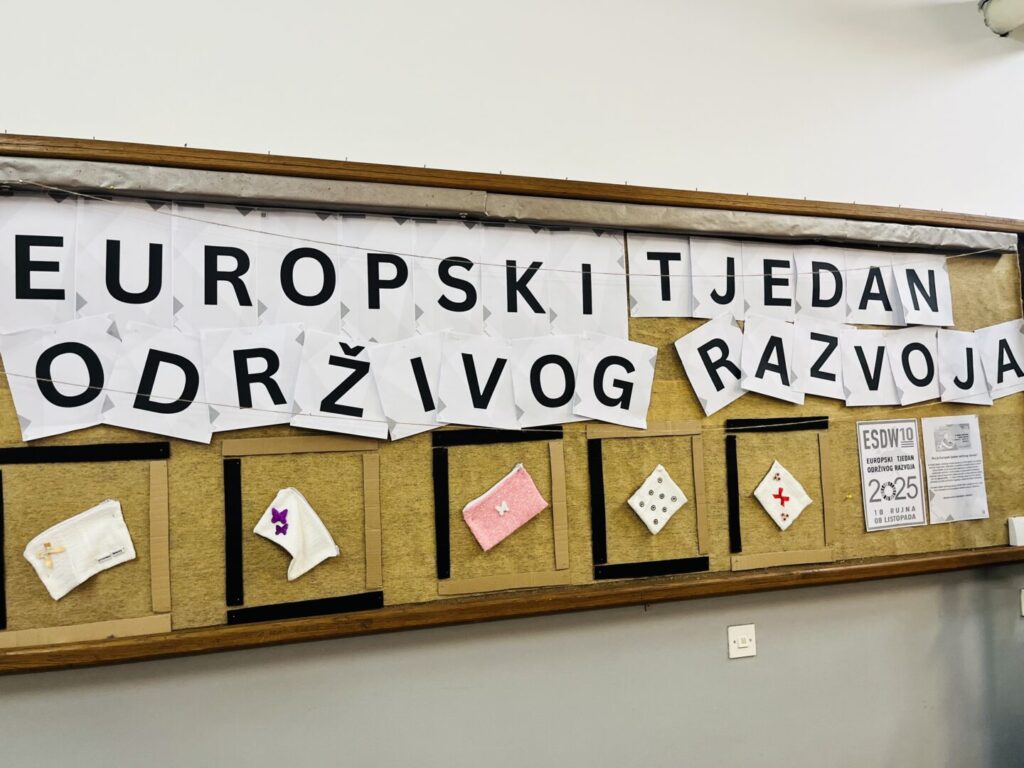 EUROPSKI TJEDAN
ODRŽIVOG RAZVOJA
ESDW10
EUROPSKI TJEDAN
ODRŽIVOG RAZVOJA
2025
18 RUJNA
08 LISTOPADA